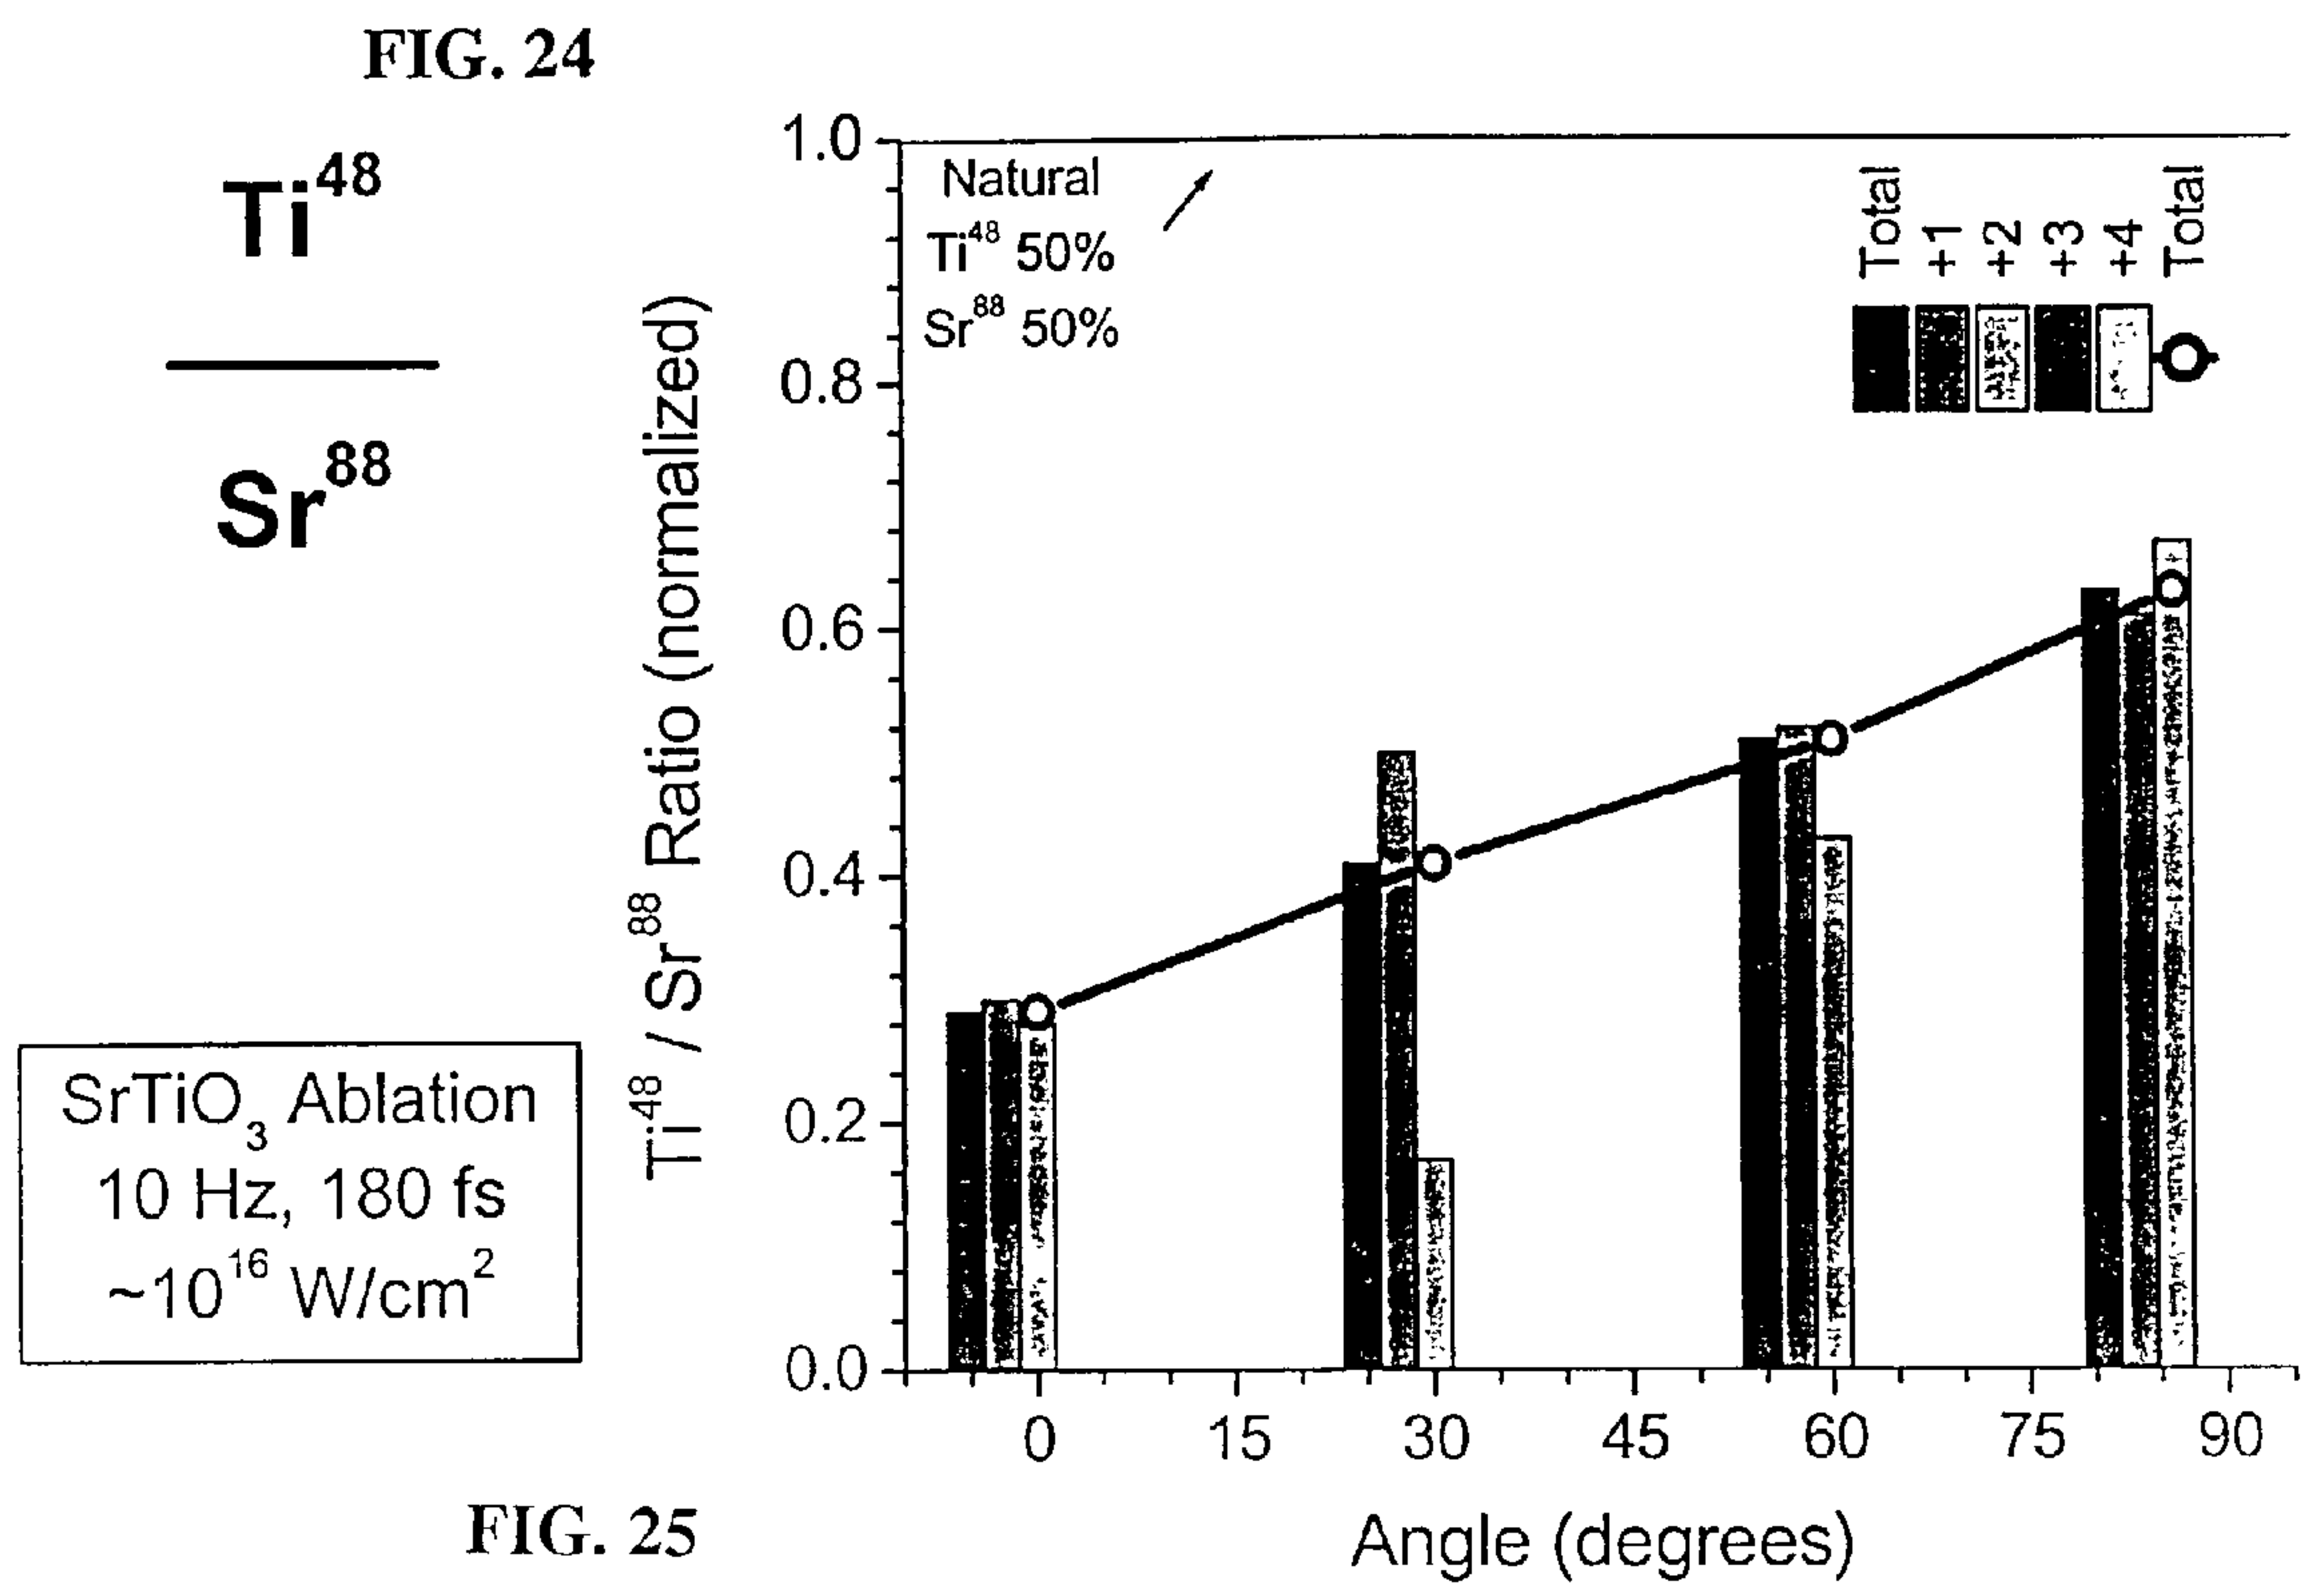 FIG. 24
Ti48
Sr88
SrTiO3 Ablation
10 Hz, 180 fs
~10^16 W/cm^2
FIG. 25
Ti48 / Sr88 Ratio (normalized)
1.0
0.8
0.6
0.4
0.2
0.0
Natural
Ti48 50%
Sr88 50%
Total
+1
+2
+3
+4
Total
0 15 30 45 60 75 90
Angle (degrees)